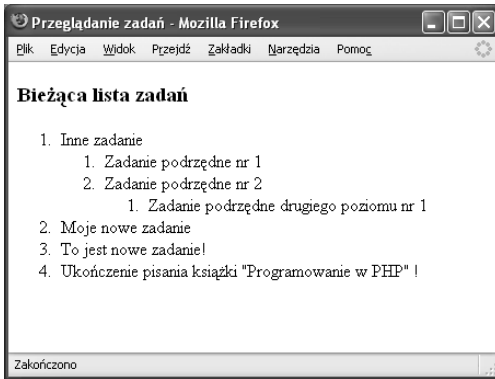 Przeglądanie zadań - Mozilla Firefox
Plik Edycja Widok Przejdź Zakładki Narzędzia Pomoc
Bieżąca lista zadań
1. Inne zadanie
1. Zadanie podrzędne nr 1
2. Zadanie podrzędne nr 2
1. Zadanie podrzędne drugiego poziomu nr 1
2. Moje nowe zadanie
3. To jest nowe zadanie!
4. Ukończenie pisania książki "Programowanie w PHP" !
Zakończono